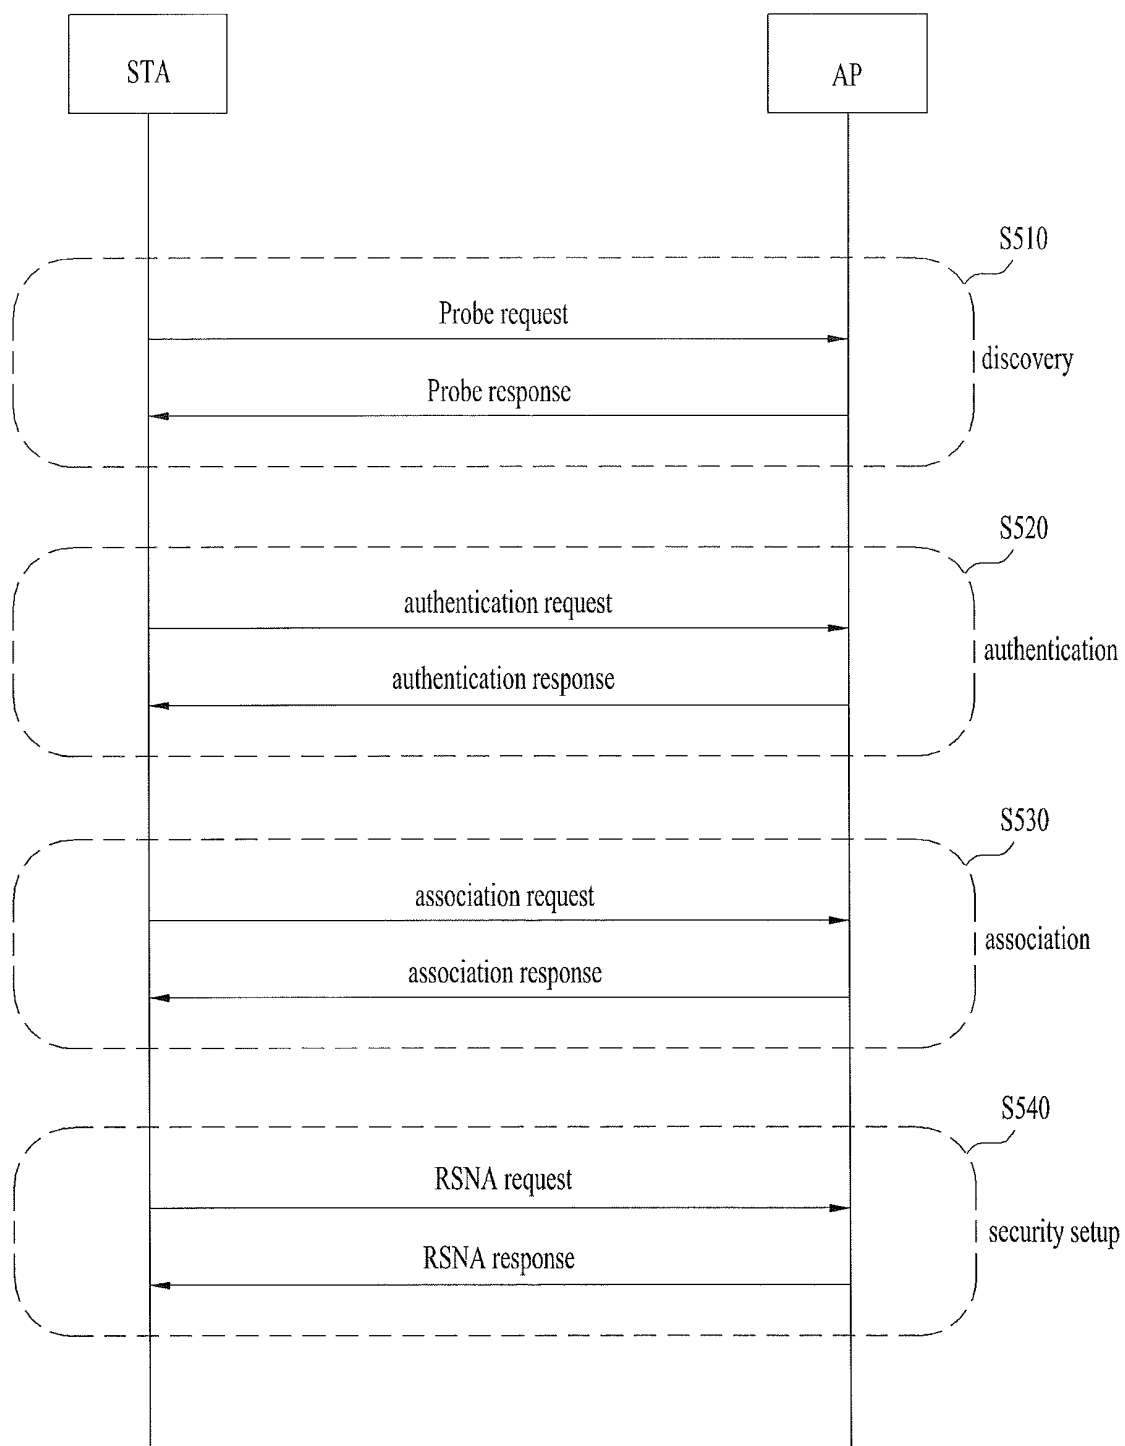 STA
AP
S510
Probe request
discovery
Probe response
S520
authentication request
authentication
authentication response
S530
association request
association
association response
S540
RSNA request
security setup
RSNA response